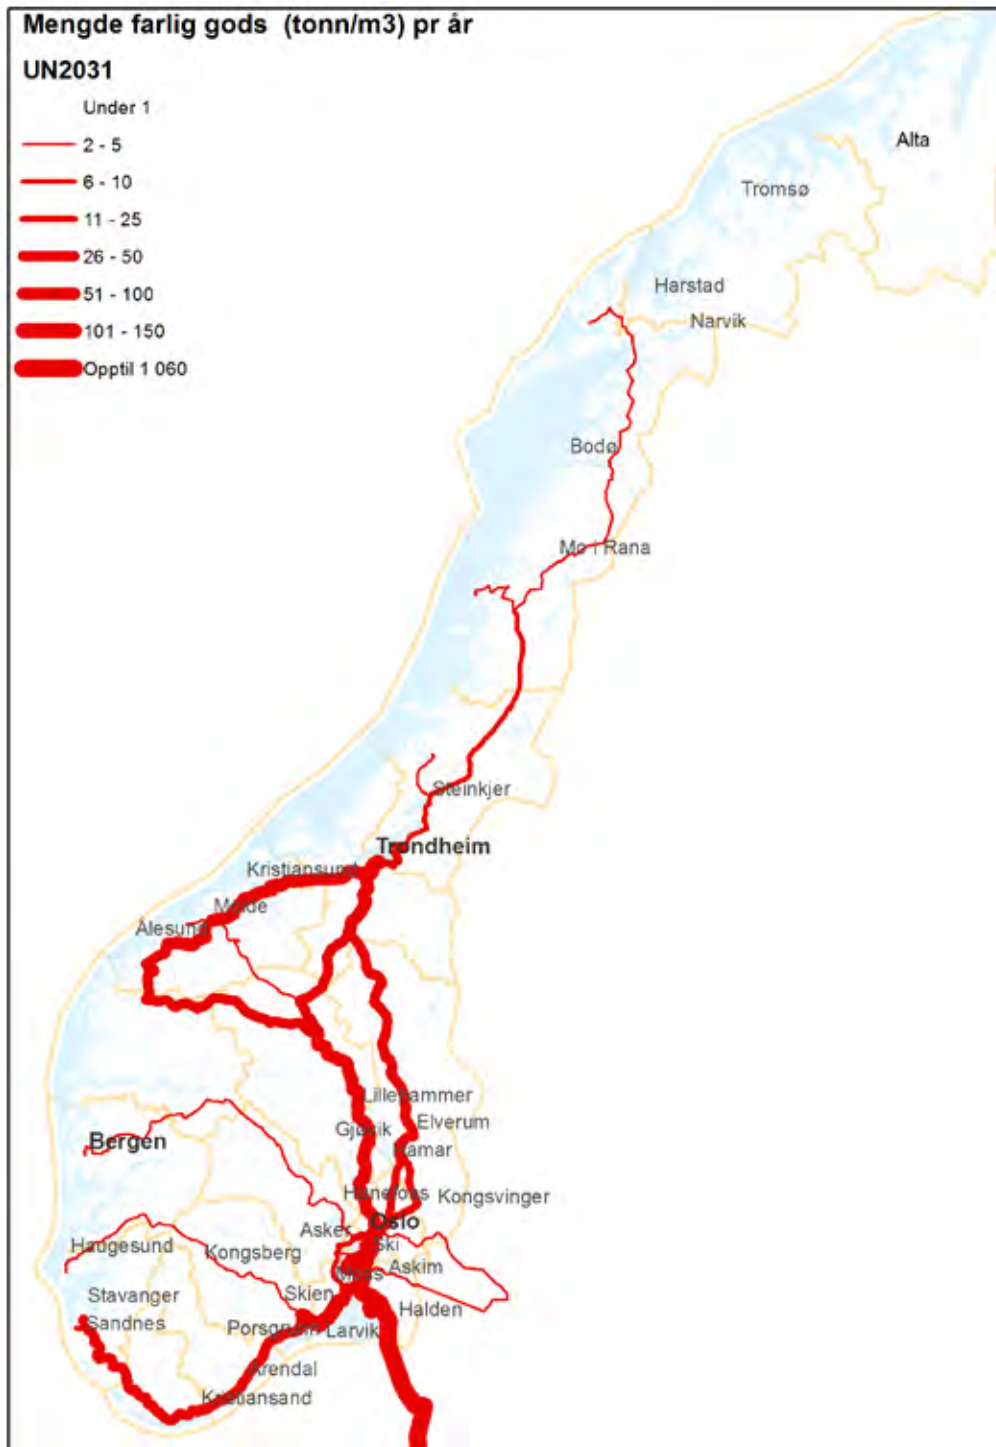 Mengde farlig gods (tonn/m3) pr år
UN2031
Under 1
2 - 5
6 - 10
11 - 25
26 - 50
51 - 100
101 - 150
Opptil 1 060
Alta
Tromsø
Harstad
Narvik
Bodø
Mo i Rana
Steinkjer
Trondheim
Kristiansund
Molde
Ålesund
Lillehammer
Elverum
Gjøvik
Bergen
Hamar
Hønefoss
Kongsvinger
Oslo
Asker
Ski
Haugesund
Kongsberg
Askim
Moss
Skien
Stavanger
Halden
Sandnes
Porsgrunn
Larvik
Arendal
Kristiansand